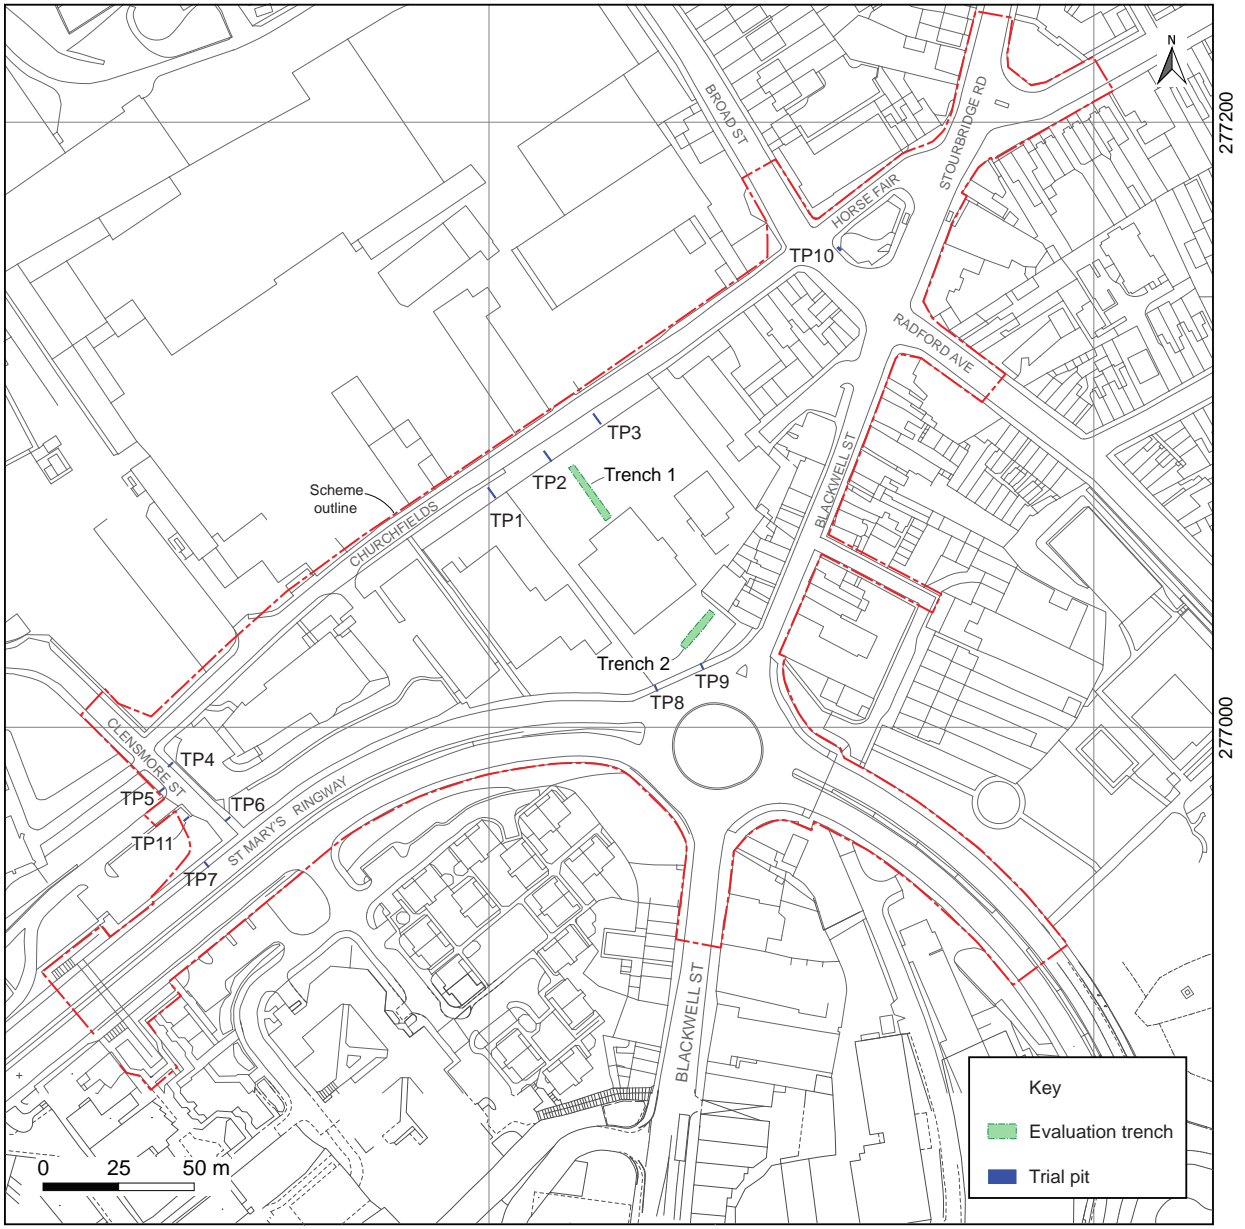 N
277200
BROAD ST
STOURBRIDGE RD
HORSE FAIR
TP10
RADFORD AVE
TP3
BLACKWELL ST
TP2
Trench 1
Scheme
outline
TP1
CHURCHFIELDS
Trench 2
TP9
TP8
277000
CLENSMORE ST
TP4
TP5
TP6
ST MARY'S RINGWAY
TP11
TP7
BLACKWELL ST
Key
Evaluation trench
Trial pit
0 25 50 m